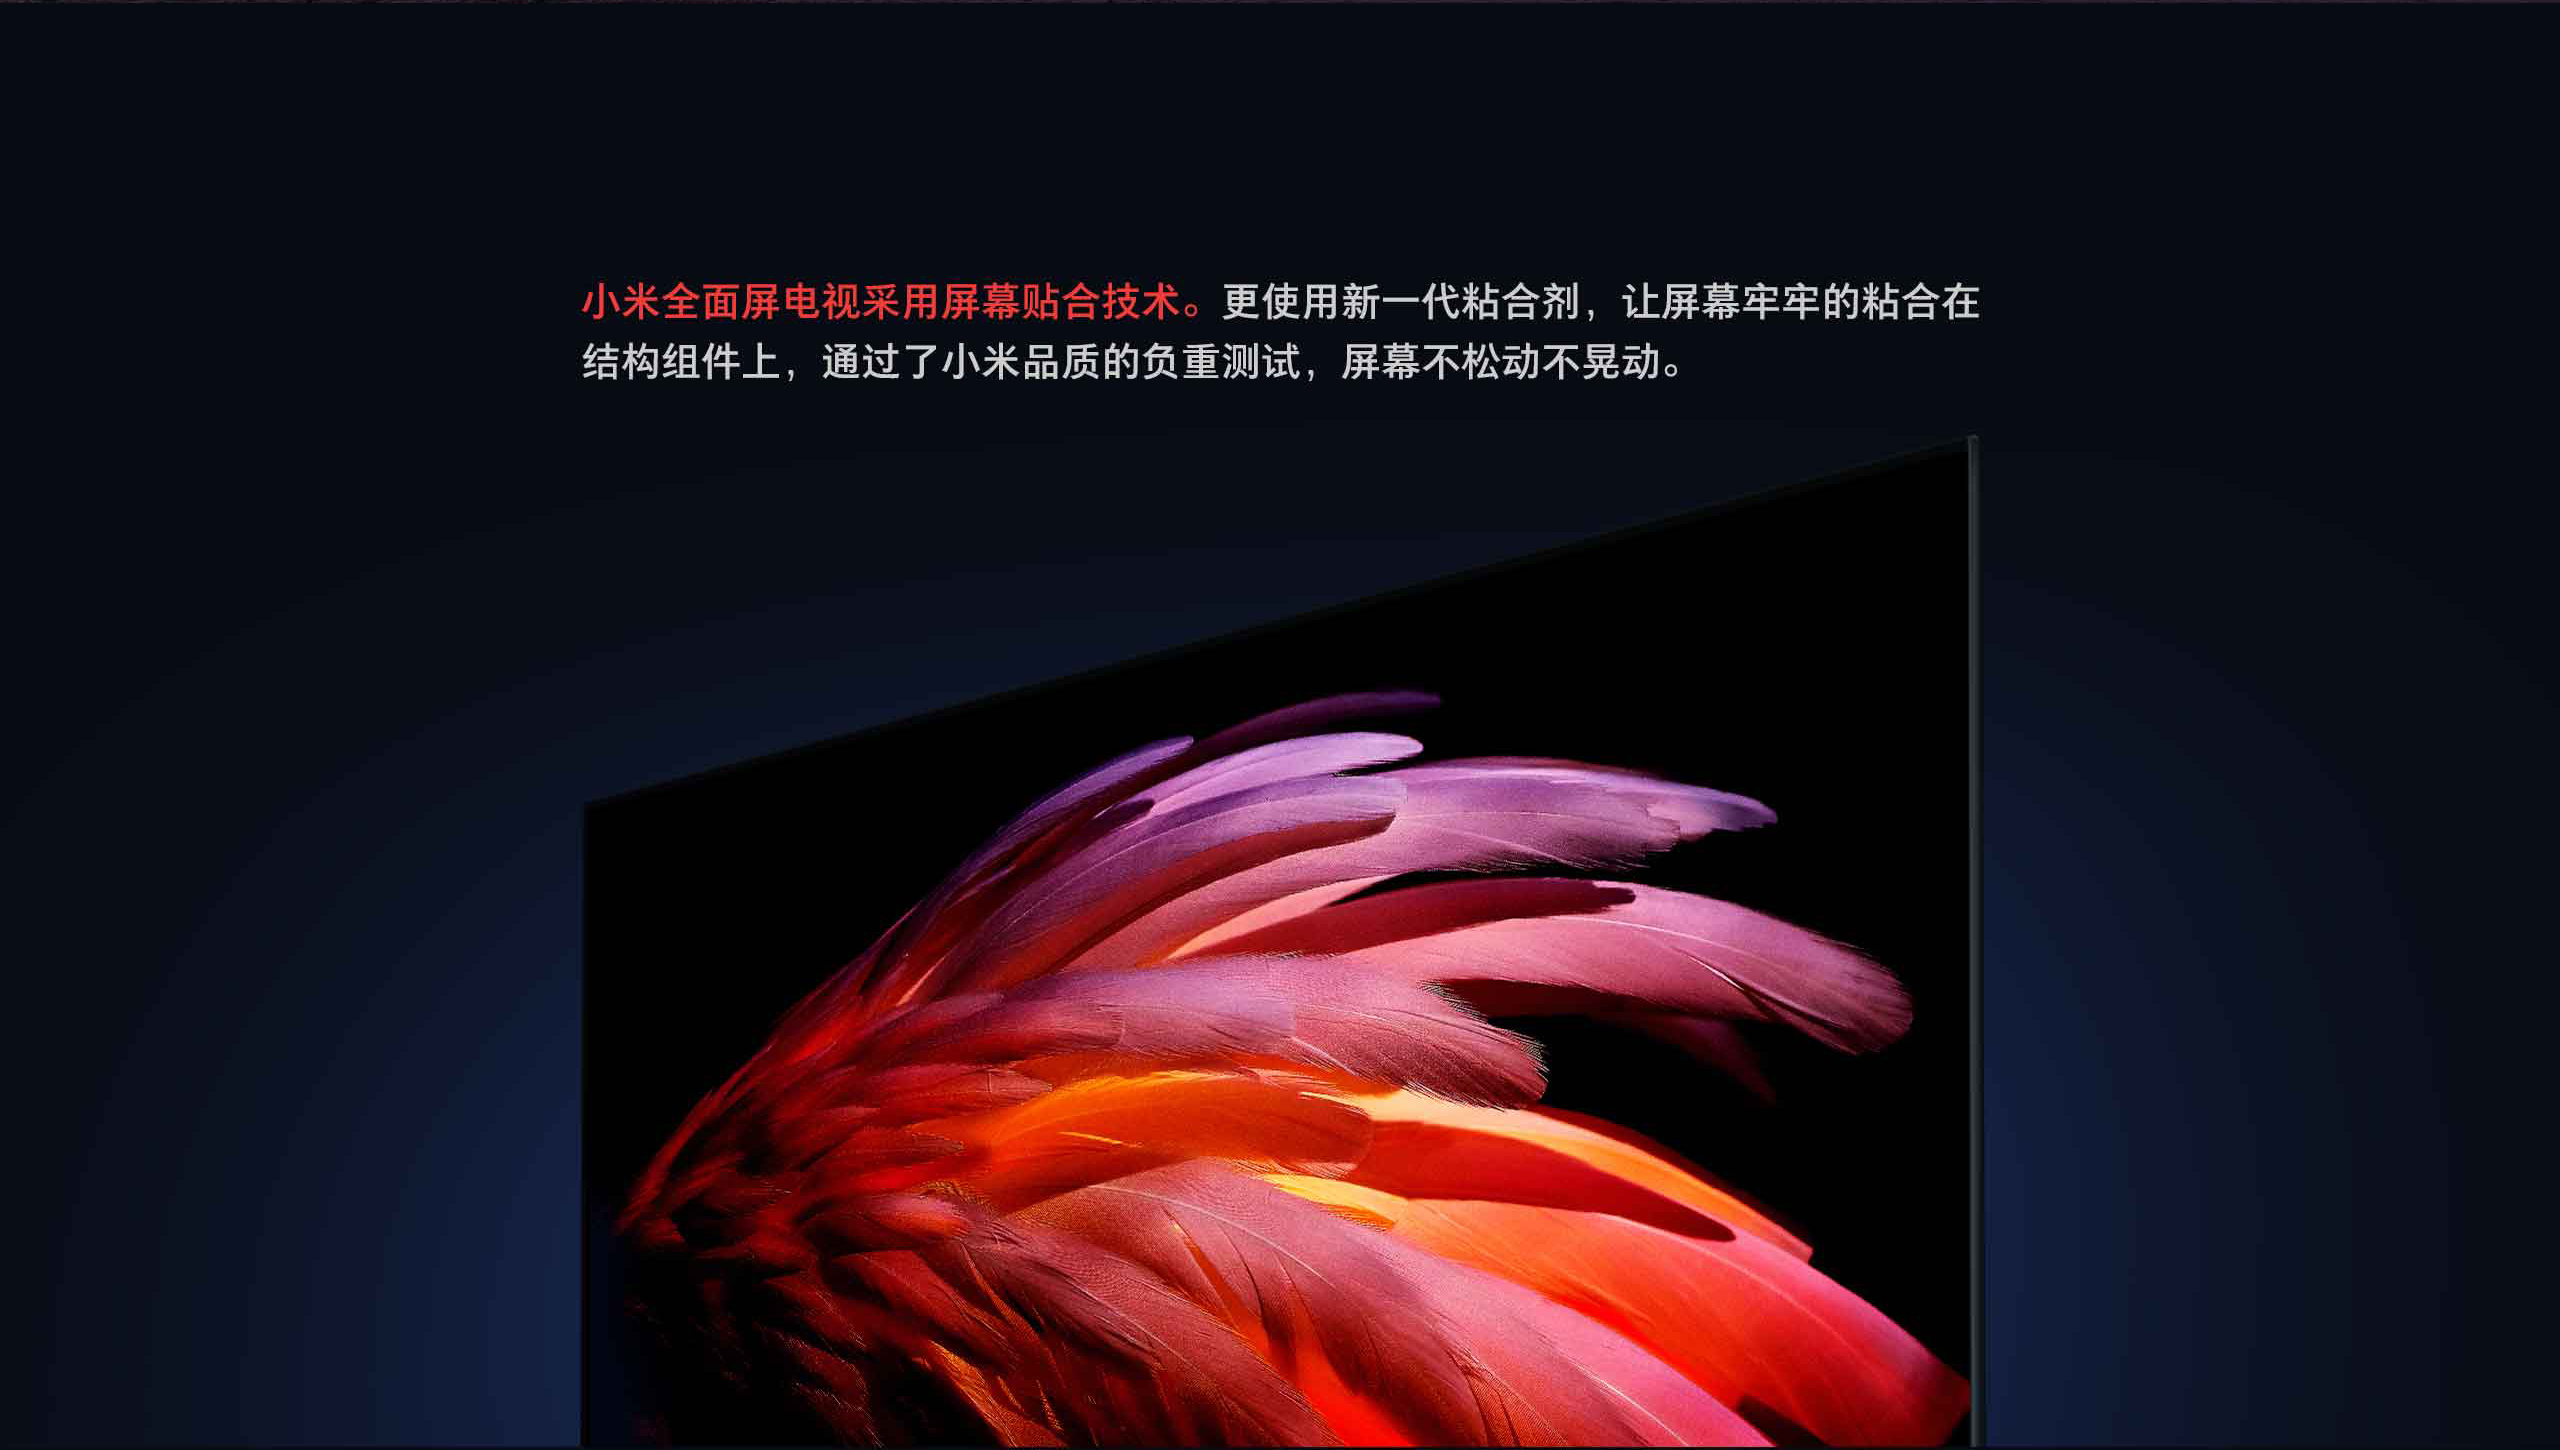 小米全面屏电视采用屏幕贴合技术。更使用新一代粘合剂，让屏幕牢牢的粘合在
结构组件上，通过了小米品质的负重测试，屏幕不松动不晃动。